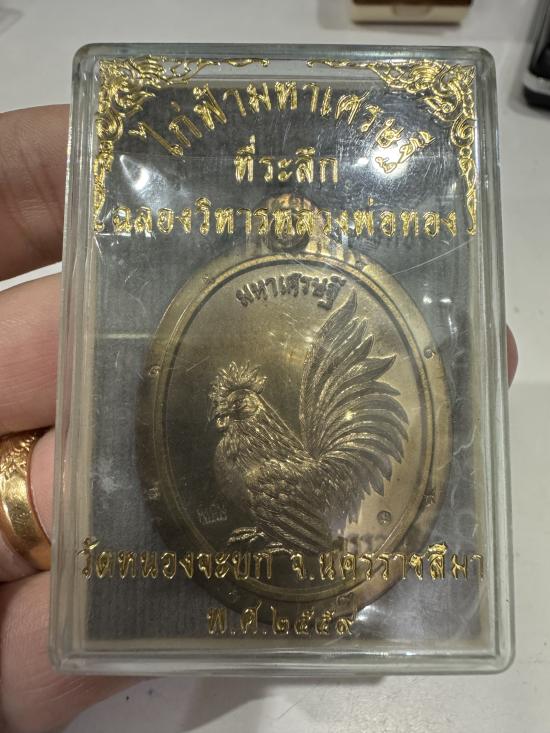 ไก่ฟ้ามหาเศรษฐี
ที่ระลึก
ฉลองวิหารหลวงพ่อทอง
มหาเศรษฐี
วัดหนองจะบก จ.นครราชสีมา
พ.ศ.๒๕๕๙